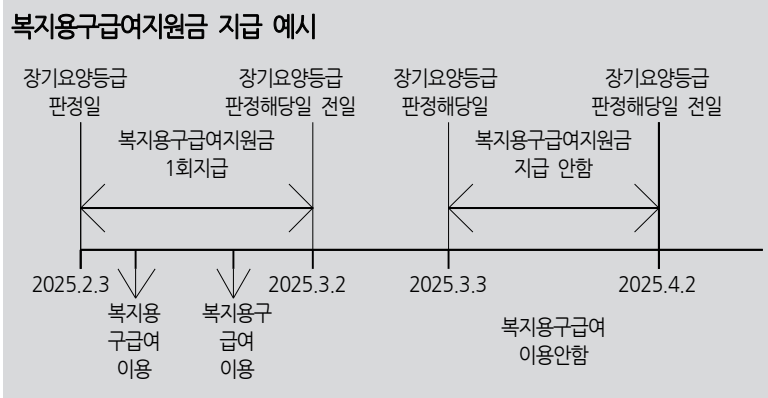 복지용구급여지원금 지급 예시
장기요양등급
판정일
장기요양등급
판정해당일 전일
장기요양등급
판정해당일
장기요양등급
판정해당일 전일
복지용구급여지원금
1회지급
복지용구급여지원금
지급 안함
2025.2.3
2025.3.2
2025.3.3
2025.4.2
복지용
구급여
이용
복지용구
급여
이용
복지용구급여
이용안함